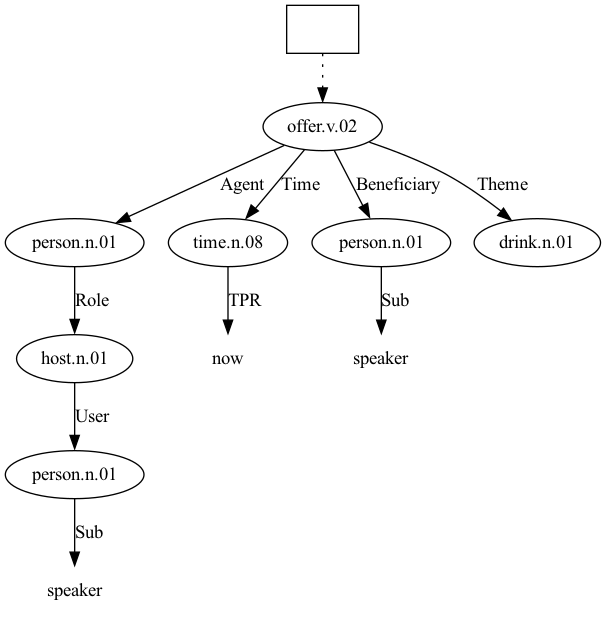 offer.v.02
Agent Time Beneficiary Theme
person.n.01 time.n.08 person.n.01 drink.n.01
Role TPR Sub
host.n.01 now speaker
User
person.n.01
Sub
speaker